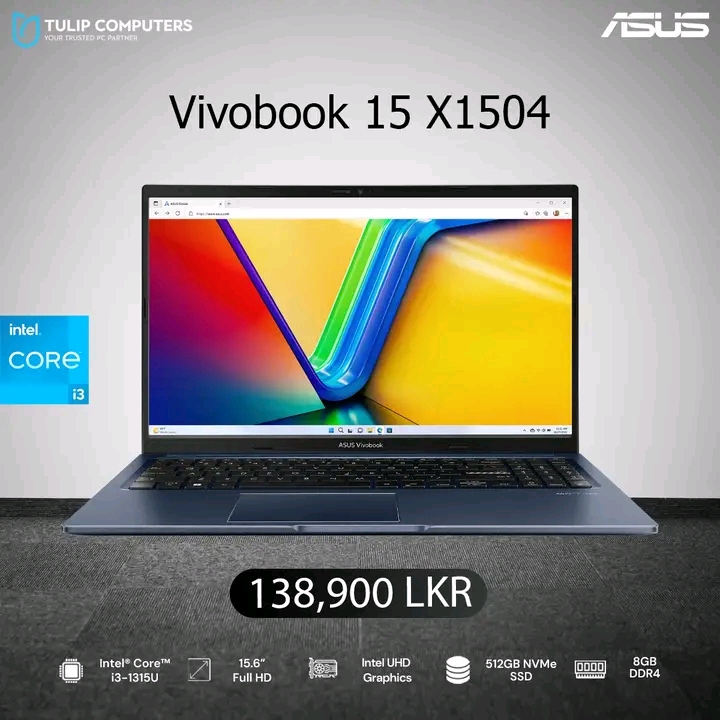 TULIP COMPUTERS
YOUR TRUSTED PC PARTNER
ASUS
Vivobook 15 X1504
ASUS Vivobook
intel.
CORE
i3
138,900 LKR
Intel® Core™
i3-1315U
15.6”
Full HD
Intel UHD
Graphics
512GB NVMe
SSD
8GB
DDR4